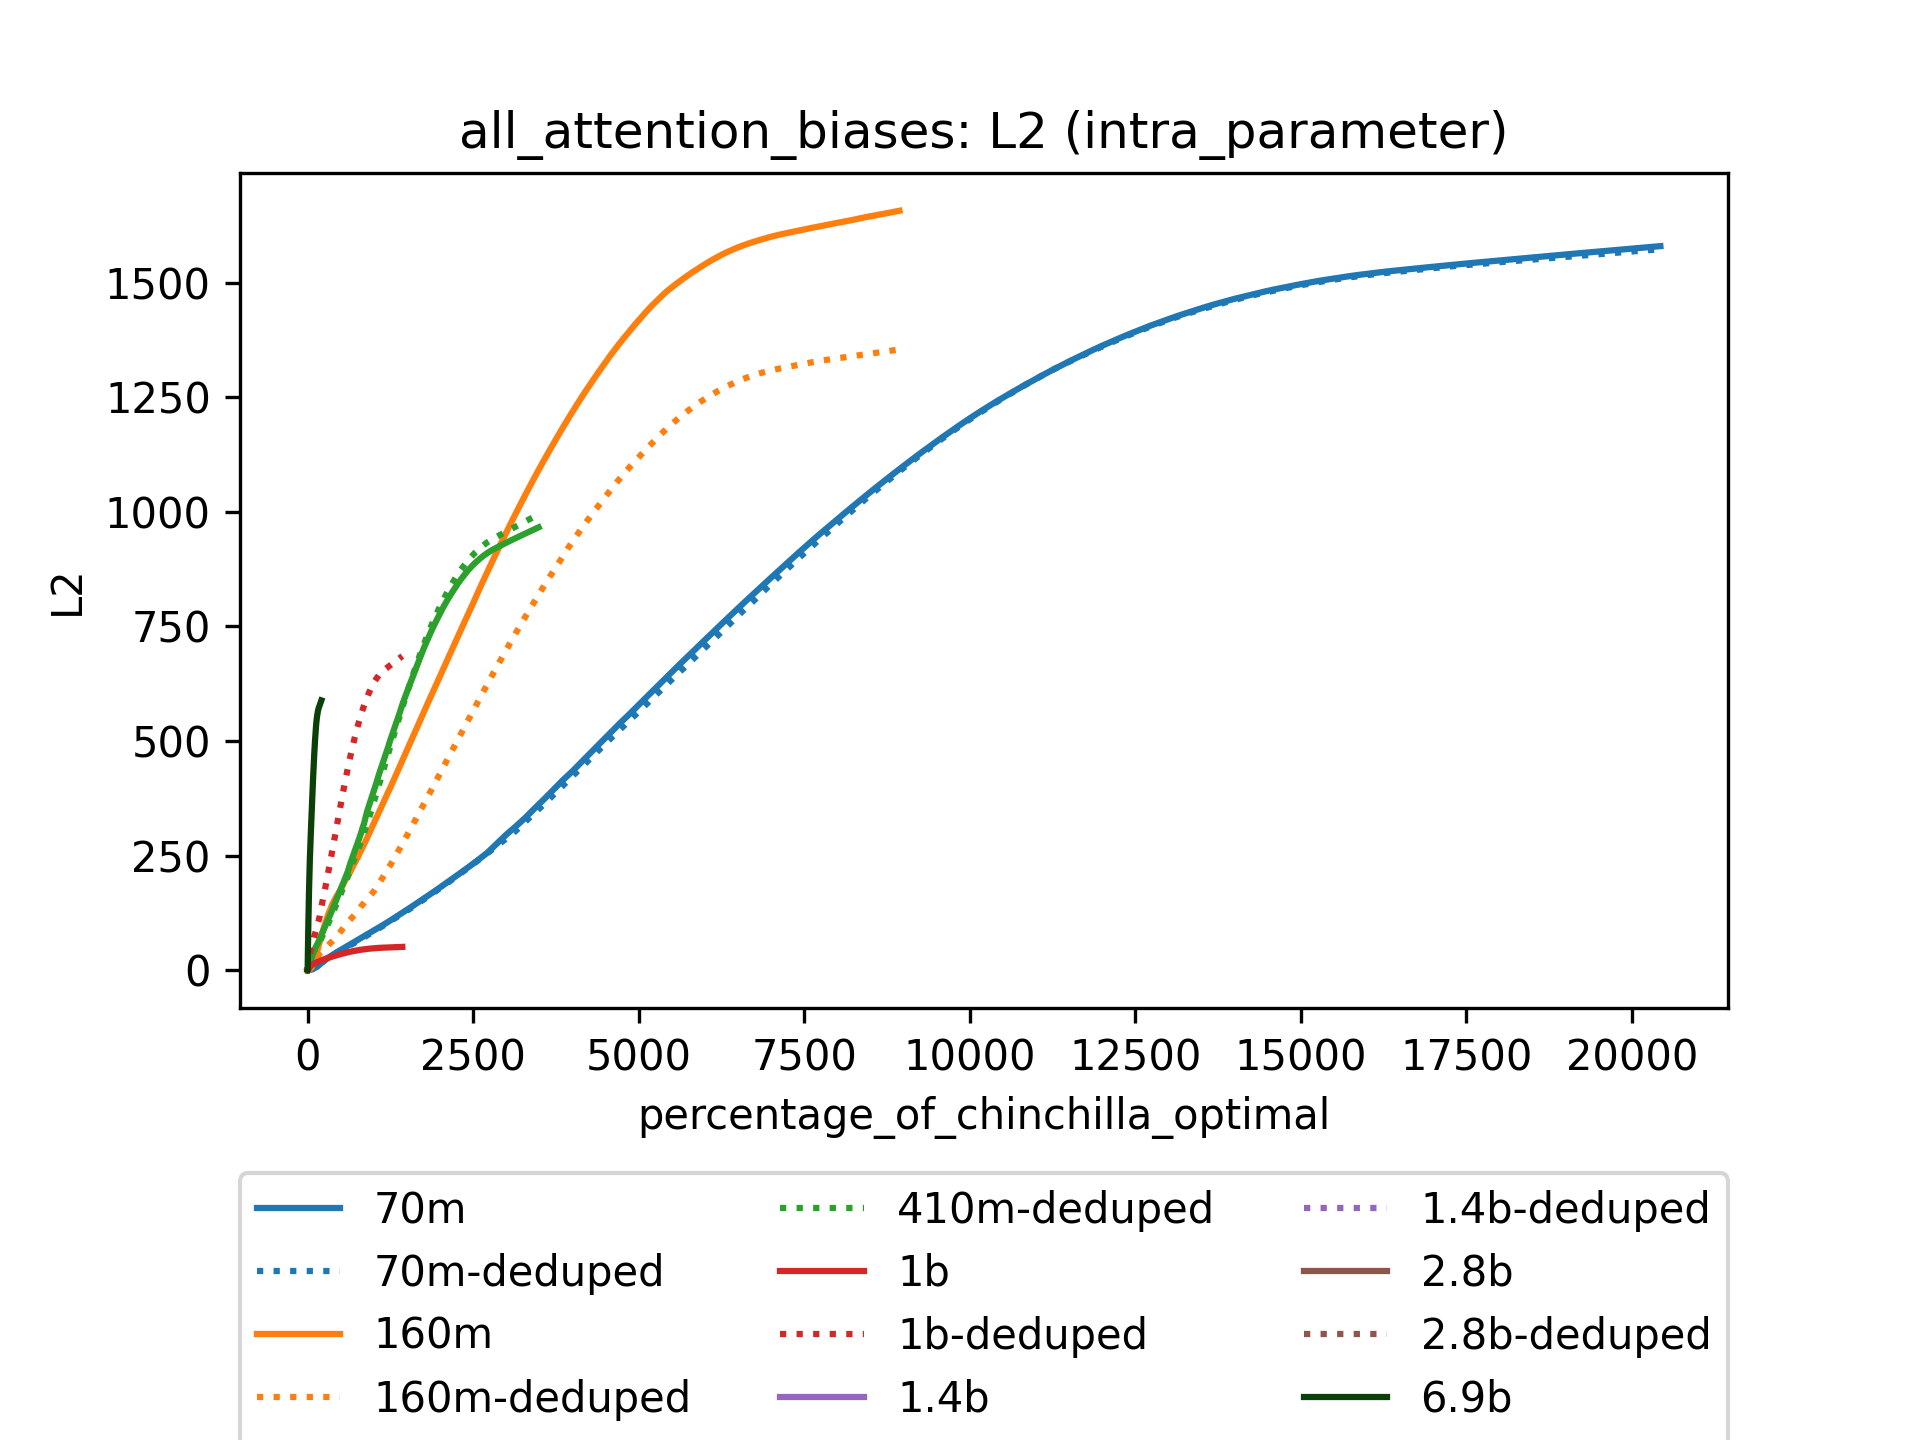 all_attention_biases: L2 (intra_parameter)
L2
1500
1250
1000
750
500
250
0
0 2500 5000 7500 10000 12500 15000 17500 20000
percentage_of_chinchilla_optimal
70m 410m-deduped 1.4b-deduped
70m-deduped 1b 2.8b
160m 1b-deduped 2.8b-deduped
160m-deduped 1.4b 6.9b